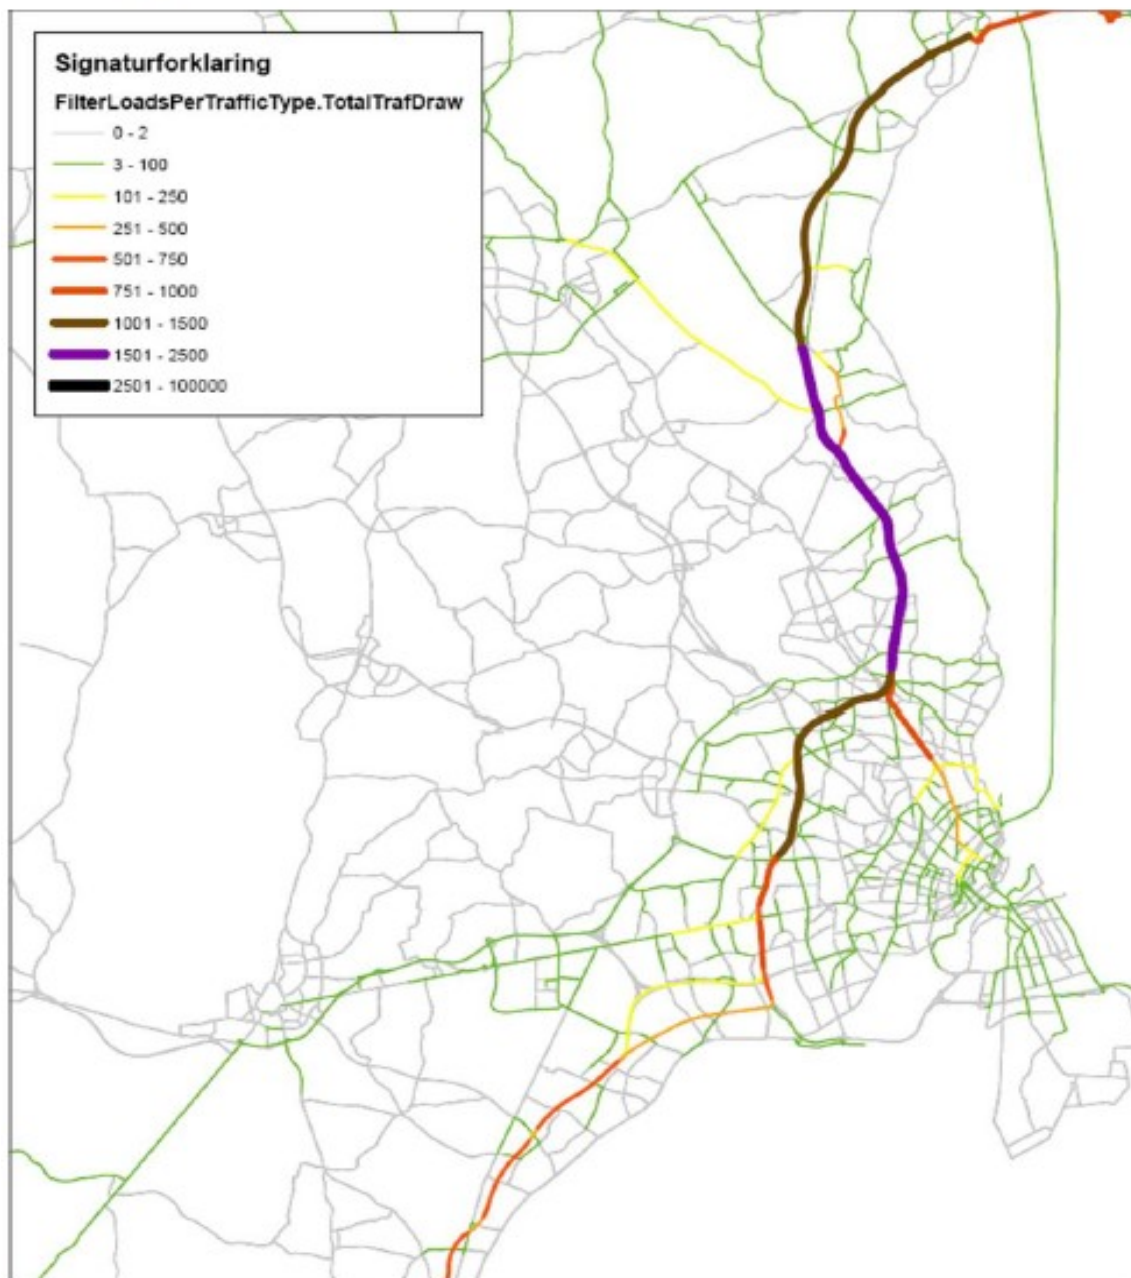 Signaturforklaring
FilterLoadsPerTrafficType.TotalTrafDraw
0 - 2
3 - 100
101 - 250
251 - 500
501 - 750
751 - 1000
1001 - 1500
1501 - 2500
2501 - 100000